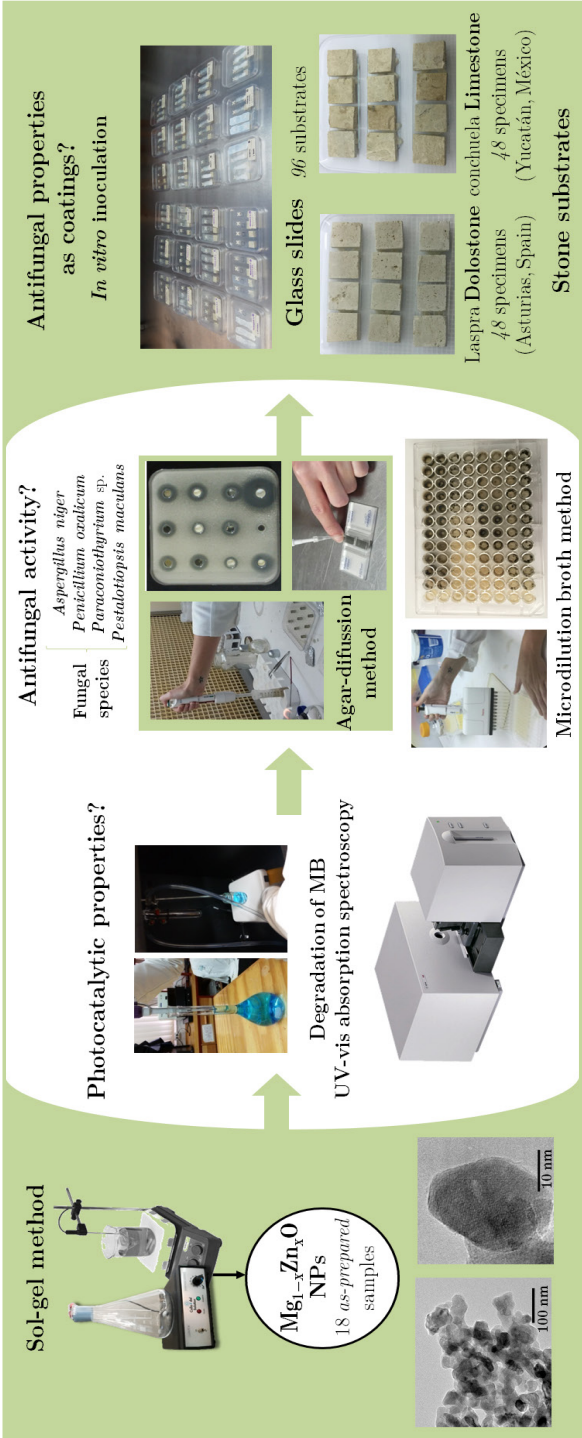 Sol-gel method
Mg₁₋ₓZnₓO
NPs
18 as-prepared
samples
100 nm
10 nm
Photocatalytic properties?
Degradation of MB
UV-vis absorption spectroscopy
Antifungal activity?
Fungal
species
Aspergillus niger
Penicillium oxalicum
Paraconiothyrium sp.
Pestalotiopsis maculans
Agar-difussion
method
Microdilution broth method
Antifungal properties
as coatings?
In vitro inoculation
Glass slides 96 substrates
Laspra Dolostone
48 specimens
(Asturias, Spain)
conchuela Limestone
48 specimens
(Yucatán, México)
Stone substrates